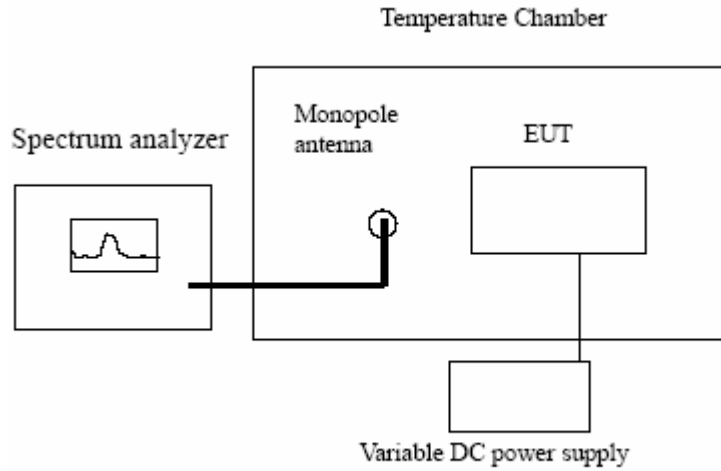 Temperature Chamber
Monopole
antenna
EUT
Spectrum analyzer
Variable DC power supply